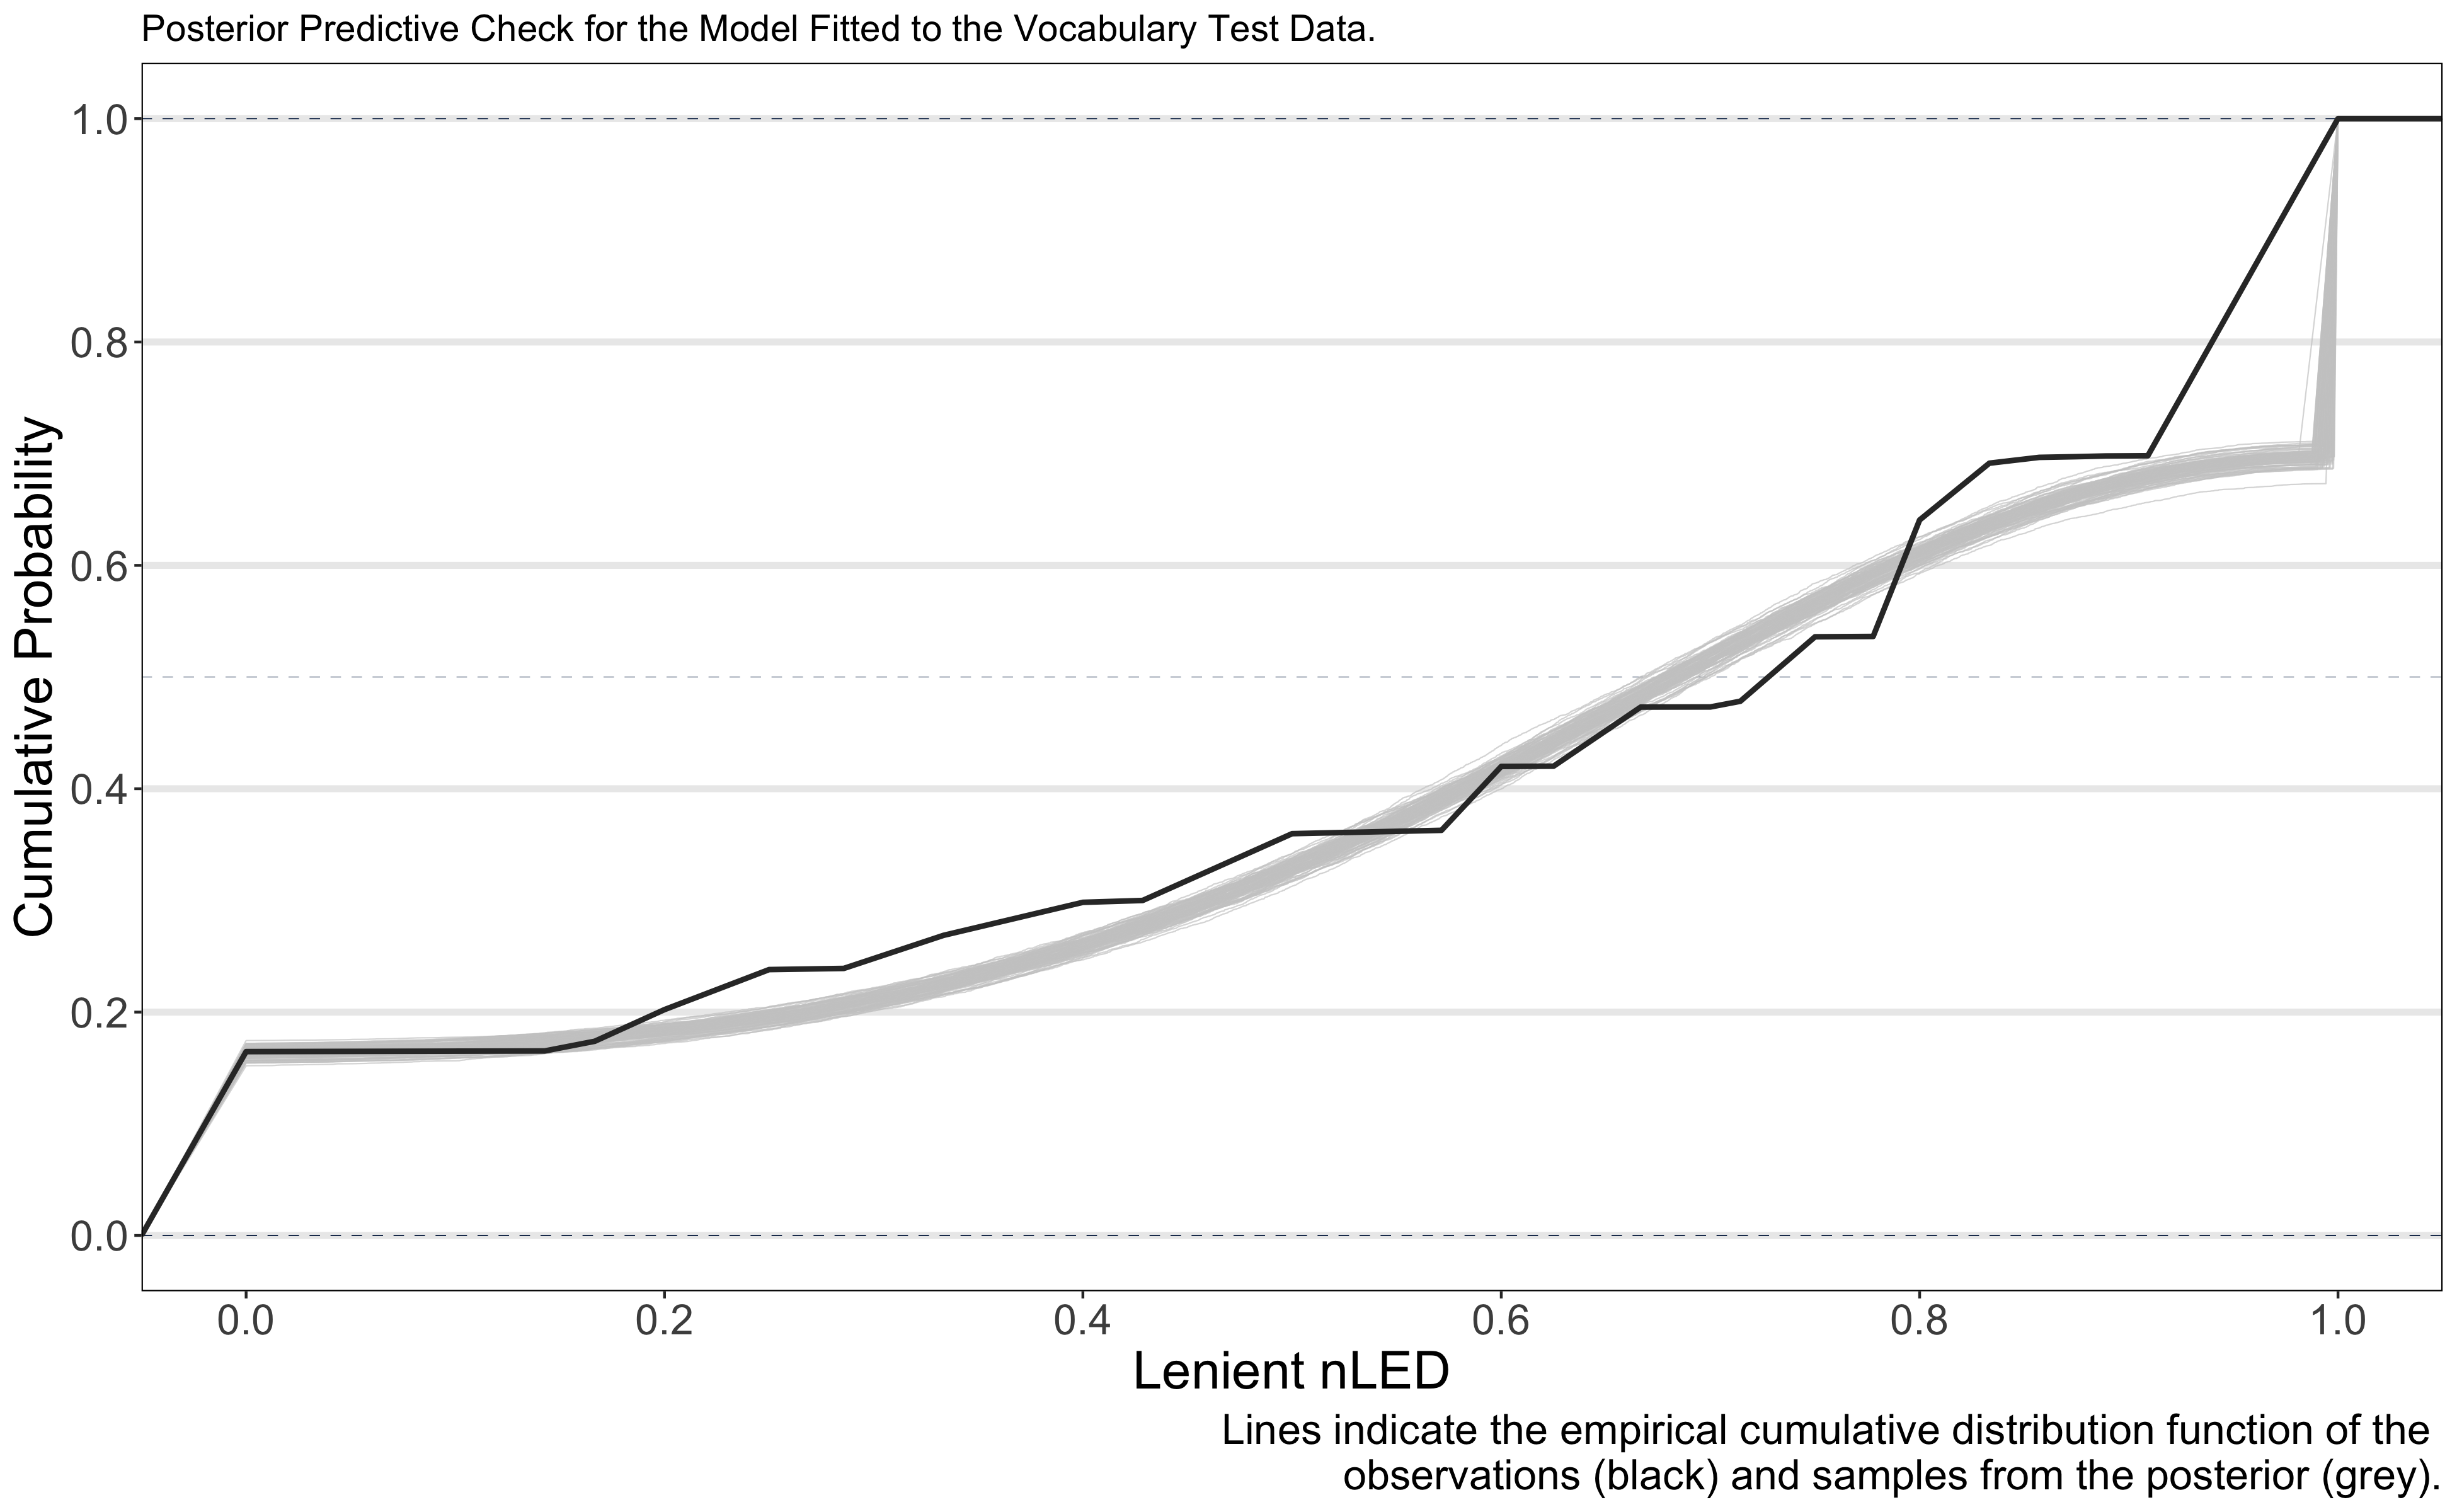 Posterior Predictive Check for the Model Fitted to the Vocabulary Test Data.
Cumulative Probability
1.0
0.8
0.6
0.4
0.2
0.0
0.0 0.2 0.4 0.6 0.8 1.0
Lenient nLED
Lines indicate the empirical cumulative distribution function of the
observations (black) and samples from the posterior (grey).